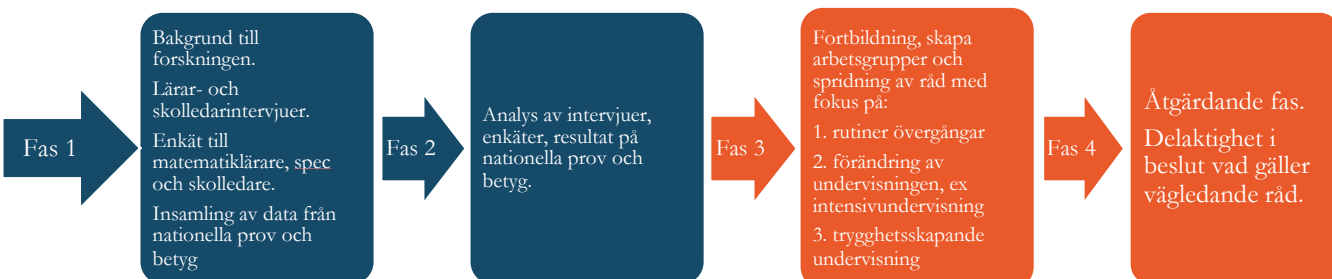 Fas 1
Bakgrund till
forskningen.
Lärar- och
skolledarintervjuer.
Enkät till
matematiklärare, spec
och skolledare.
Insamling av data från
nationella prov och
betyg
Fas 2
Analys av intervjuer,
enkäter, resultat på
nationella prov och
betyg.
Fas 3
Fortbildning, skapa
arbetsgrupper och
spridning av råd med
fokus på:
1. rutiner övergångar
2. förändring av
undervisningen, ex
intensivundervisning
3. trygghetsskapande
undervisning
Fas 4
Åtgärdande fas.
Delaktighet i
beslut vad gäller
vägledande råd.